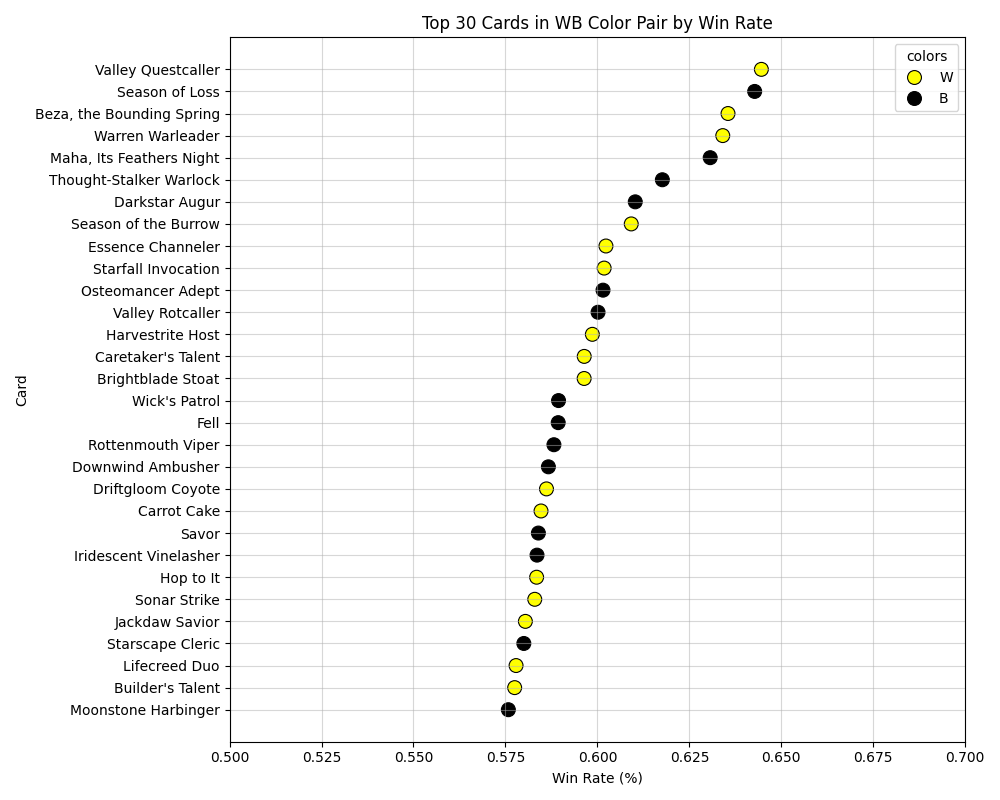 Top 30 Cards in WB Color Pair by Win Rate
colors
W
B
Card
Valley Questcaller
Season of Loss
Beza, the Bounding Spring
Warren Warleader
Maha, Its Feathers Night
Thought-Stalker Warlock
Darkstar Augur
Season of the Burrow
Essence Channeler
Starfall Invocation
Osteomancer Adept
Valley Rotcaller
Harvestrite Host
Caretaker's Talent
Brightblade Stoat
Wick's Patrol
Fell
Rottenmouth Viper
Downwind Ambusher
Driftgloom Coyote
Carrot Cake
Savor
Iridescent Vinelasher
Hop to It
Sonar Strike
Jackdaw Savior
Starscape Cleric
Lifecreed Duo
Builder's Talent
Moonstone Harbinger
0.500 0.525 0.550 0.575 0.600 0.625 0.650 0.675 0.700
Win Rate (%)